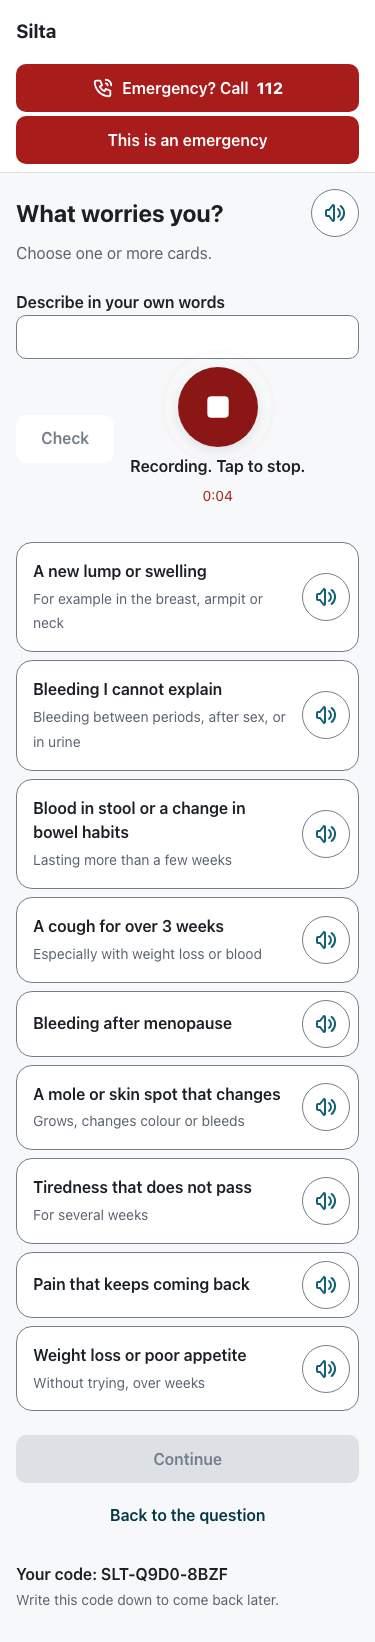 Silta
Emergency? Call 112
This is an emergency
What worries you?
Choose one or more cards.
Describe in your own words
Check
Recording. Tap to stop.
0:04
A new lump or swelling
For example in the breast, armpit or
neck
Bleeding I cannot explain
Bleeding between periods, after sex, or
in urine
Blood in stool or a change in
bowel habits
Lasting more than a few weeks
A cough for over 3 weeks
Especially with weight loss or blood
Bleeding after menopause
A mole or skin spot that changes
Grows, changes colour or bleeds
Tiredness that does not pass
For several weeks
Pain that keeps coming back
Weight loss or poor appetite
Without trying, over weeks
Continue
Back to the question
Your code: SLT-Q9D0-8BZF
Write this code down to come back later.